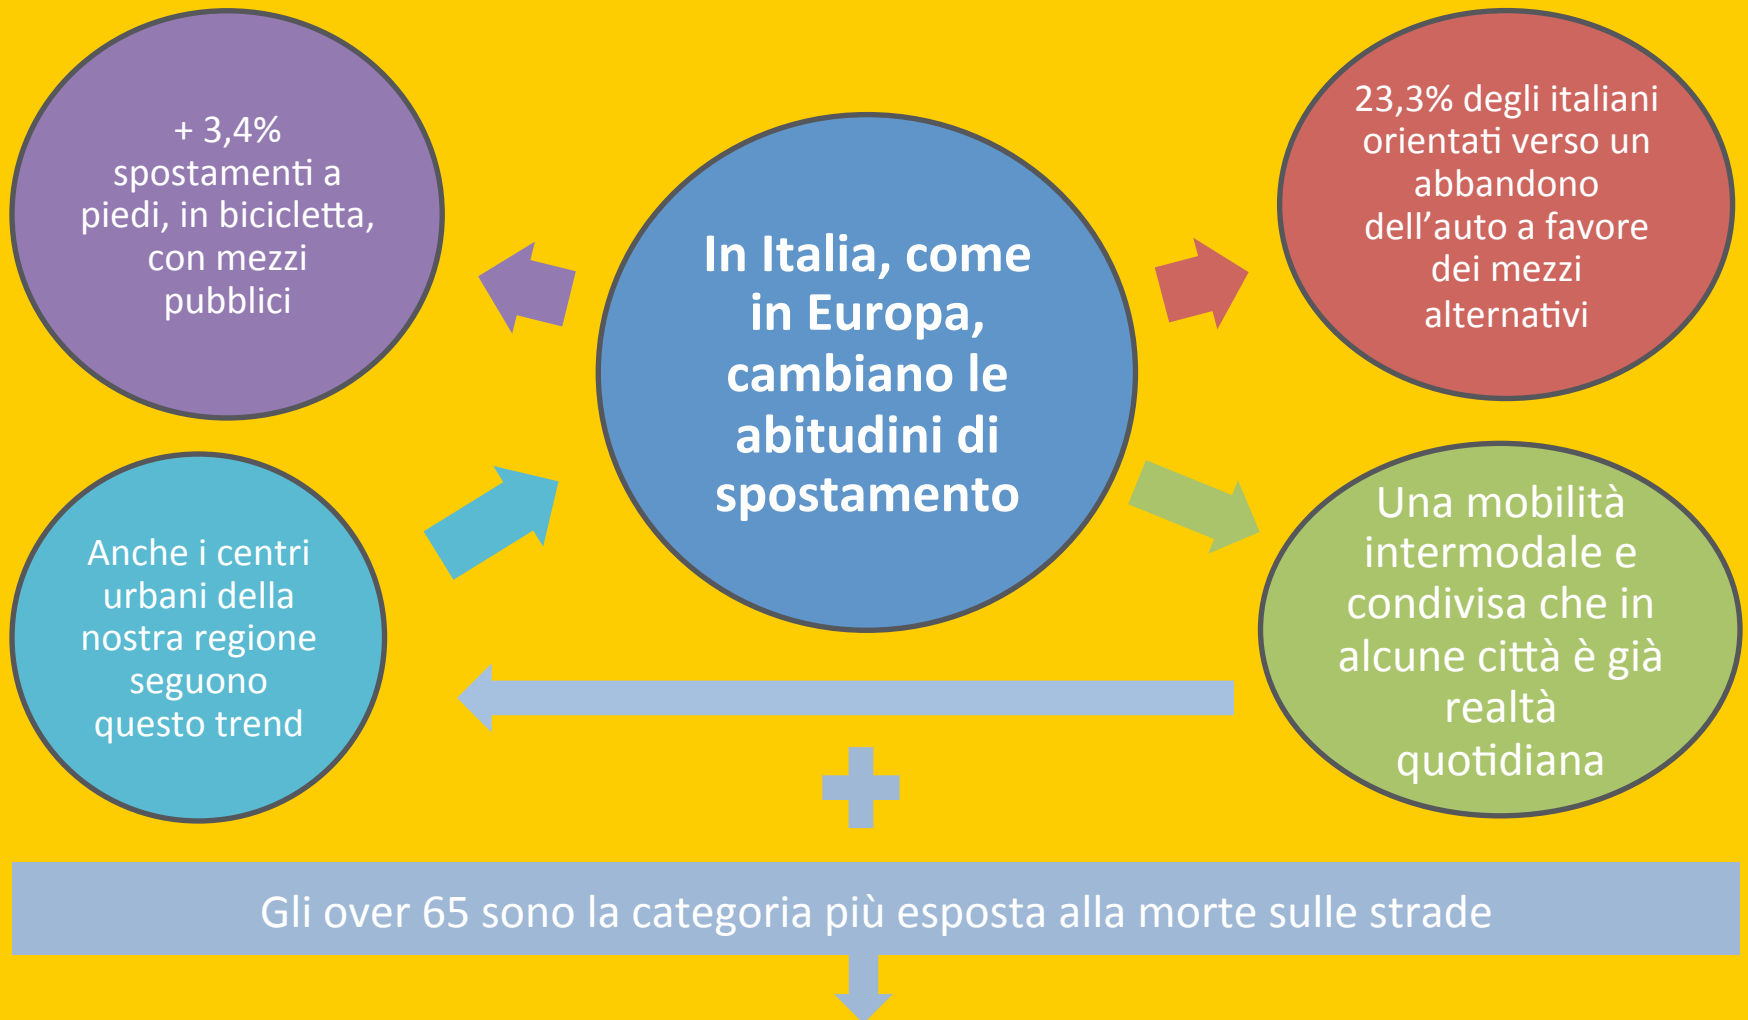 + 3,4%
spostamenti a
piedi, in bicicletta,
con mezzi
pubblici
In Italia, come
in Europa,
cambiano le
abitudini di
spostamento
23,3% degli italiani
orientati verso un
abbandono
dell’auto a favore
dei mezzi
alternativi
Anche i centri
urbani della
nostra regione
seguono
questo trend
Una mobilità
intermodale e
condivisa che in
alcune città è già
realtà
quotidiana
Gli over 65 sono la categoria più esposta alla morte sulle strade